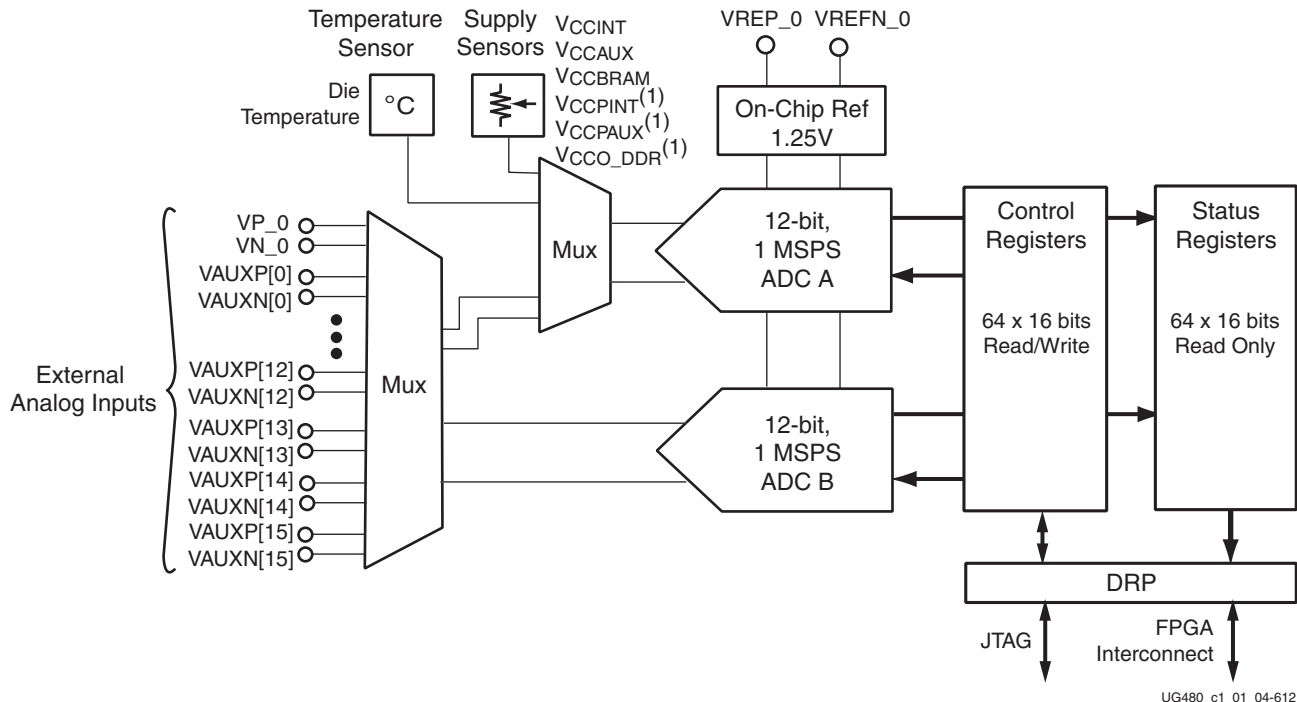 Temperature
Sensor
Supply
Sensors
VCCINT
VCCAUX
VCCBRAM
VCCPINT(1)
VCCPAUX(1)
VCCO_DDR(1)
VREP_0 VREFN_0
Die
Temperature
°C
On-Chip Ref
1.25V
VP_0
VN_0
VAUXP[0]
VAUXN[0]
VAUXP[12]
VAUXN[12]
VAUXP[13]
VAUXN[13]
VAUXP[14]
VAUXN[14]
VAUXP[15]
VAUXN[15]
External
Analog Inputs
Mux
Mux
12-bit,
1 MSPS
ADC A
12-bit,
1 MSPS
ADC B
Control
Registers
64 x 16 bits
Read/Write
Status
Registers
64 x 16 bits
Read Only
DRP
JTAG
FPGA
Interconnect
UG480_c1_01_04-612